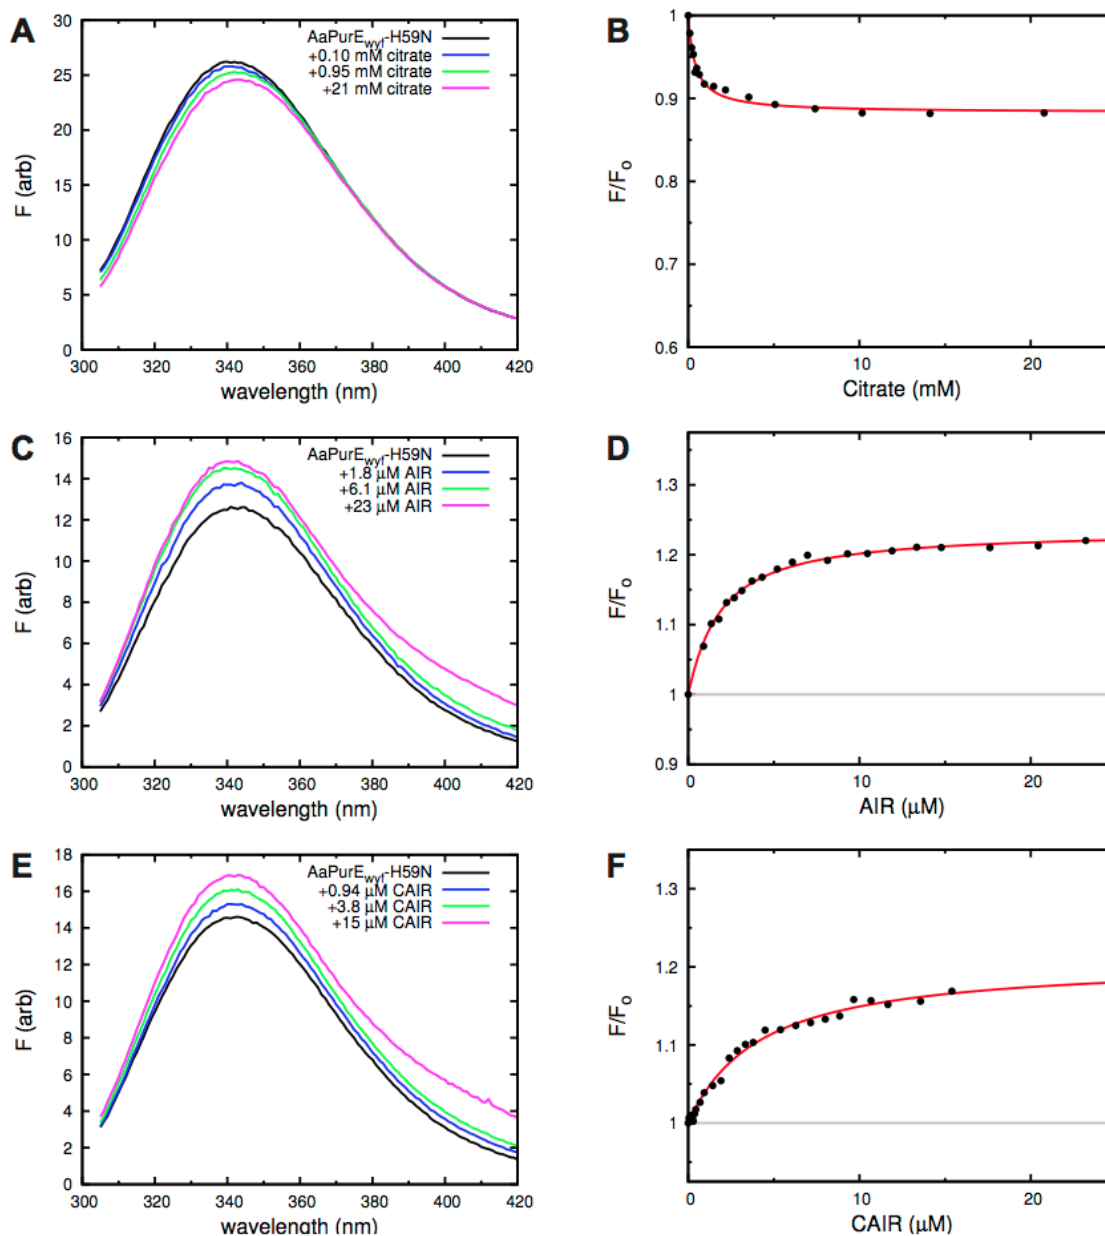 A
AaPurEwyf-H59N
+0.10 mM citrate
+0.95 mM citrate
+21 mM citrate
30
25
20
15
10
5
0
F (arb)
300 320 340 360 380 400 420
wavelength (nm)
B
1
0.9
0.8
0.7
0.6
F/Fo
0 10 20
Citrate (mM)
C
AaPurEwyf-H59N
+1.8 μM AIR
+6.1 μM AIR
+23 μM AIR
16
14
12
10
8
6
4
2
0
F (arb)
300 320 340 360 380 400 420
wavelength (nm)
D
1.3
1.2
1.1
1
0.9
F/Fo
0 10 20
AIR (μM)
E
AaPurEwyf-H59N
+0.94 μM CAIR
+3.8 μM CAIR
+15 μM CAIR
18
16
14
12
10
8
6
4
2
0
F (arb)
300 320 340 360 380 400 420
wavelength (nm)
F
1.3
1.2
1.1
1
F/Fo
0 10 20
CAIR (μM)